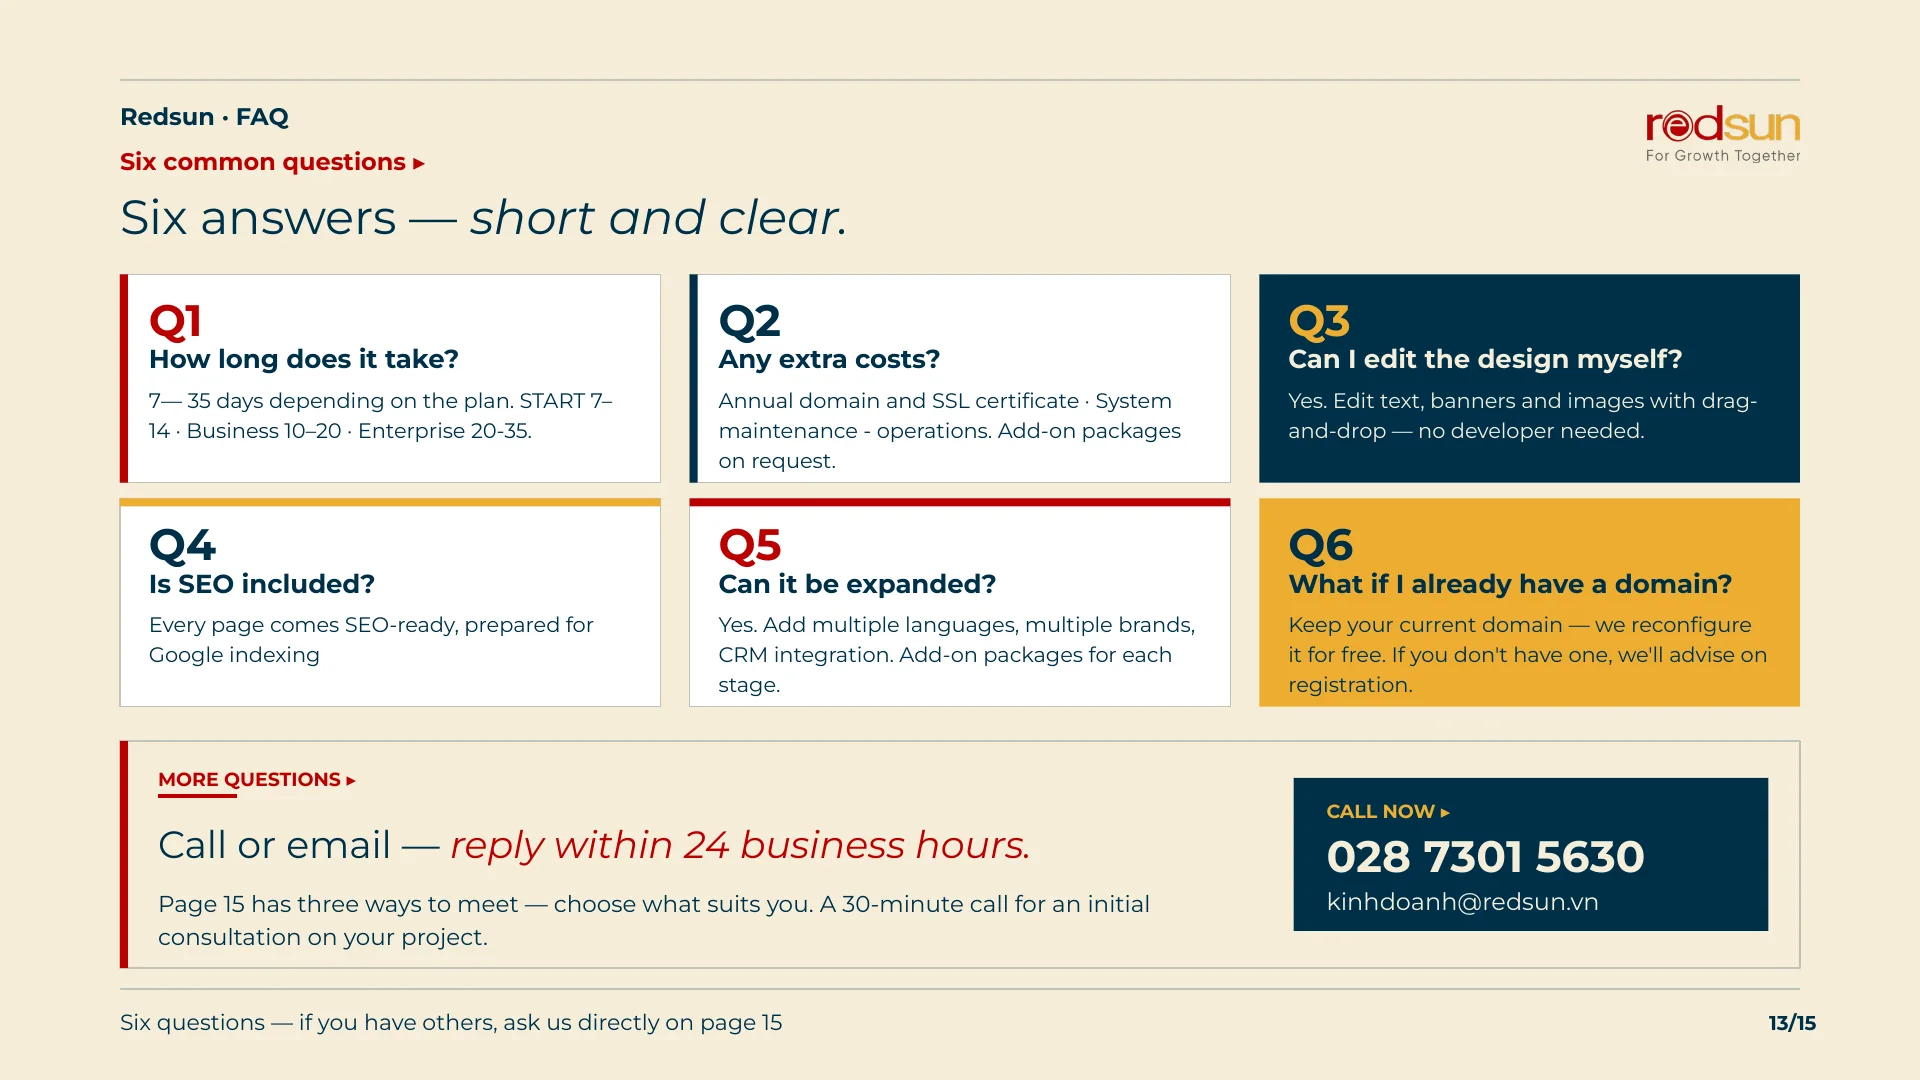 Redsun · FAQ
redsun
For Growth Together
Six common questions ▸
Six answers — short and clear.
Q1
How long does it take?
7— 35 days depending on the plan. START 7–
14 · Business 10–20 · Enterprise 20-35.
Q2
Any extra costs?
Annual domain and SSL certificate · System
maintenance - operations. Add-on packages
on request.
Q3
Can I edit the design myself?
Yes. Edit text, banners and images with drag-
and-drop — no developer needed.
Q4
Is SEO included?
Every page comes SEO-ready, prepared for
Google indexing
Q5
Can it be expanded?
Yes. Add multiple languages, multiple brands,
CRM integration. Add-on packages for each
stage.
Q6
What if I already have a domain?
Keep your current domain — we reconfigure
it for free. If you don't have one, we'll advise on
registration.
MORE QUESTIONS ▸
Call or email — reply within 24 business hours.
Page 15 has three ways to meet — choose what suits you. A 30-minute call for an initial
consultation on your project.
CALL NOW ▸
028 7301 5630
kinhdoanh@redsun.vn
Six questions — if you have others, ask us directly on page 15
13/15